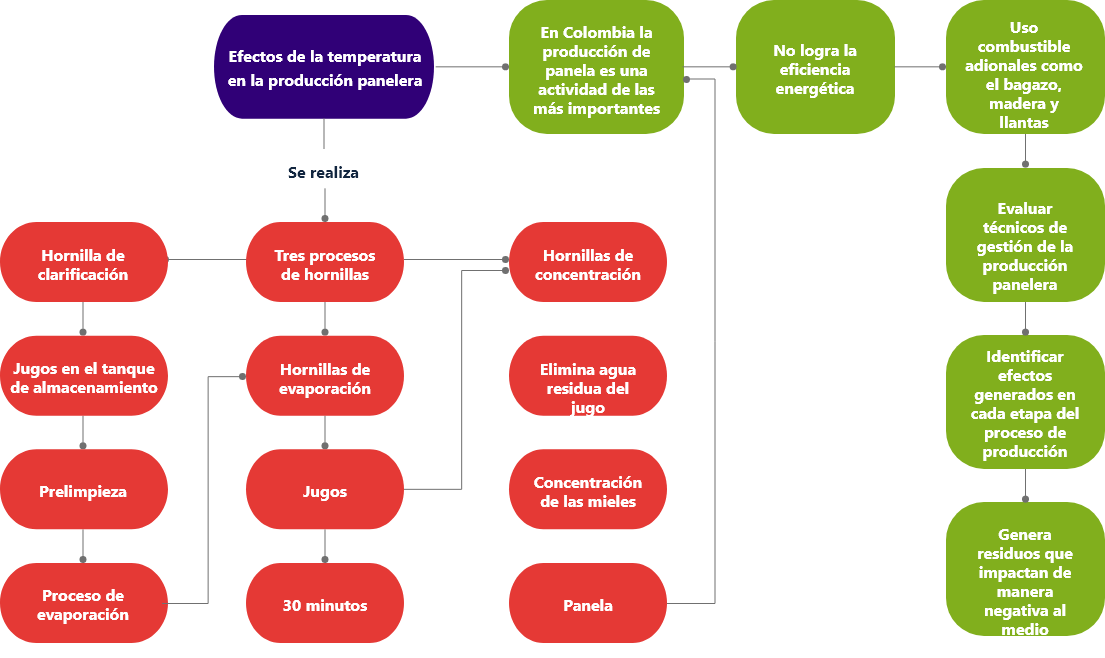 Efectos de la temperatura
en la producción panelera
En Colombia la
producción de
panela es una
actividad de las
más importantes
No logra la
eficiencia
energética
Uso
combustible
adionales como
el bagazo,
madera y
llantas
Se realiza
Evaluar
técnicos de
gestión de la
producción
panelera
Hornilla de
clarificación
Tres procesos
de hornillas
Hornillas de
concentración
Jugos en el tanque
de almacenamiento
Hornillas de
evaporación
Elimina agua
residua del
jugo
Identificar
efectos
generados en
cada etapa del
proceso de
producción
Prelimpieza
Jugos
Concentración
de las mieles
Genera
residuos que
impactan de
manera
negativa al
medio
Proceso de
evaporación
30 minutos
Panela